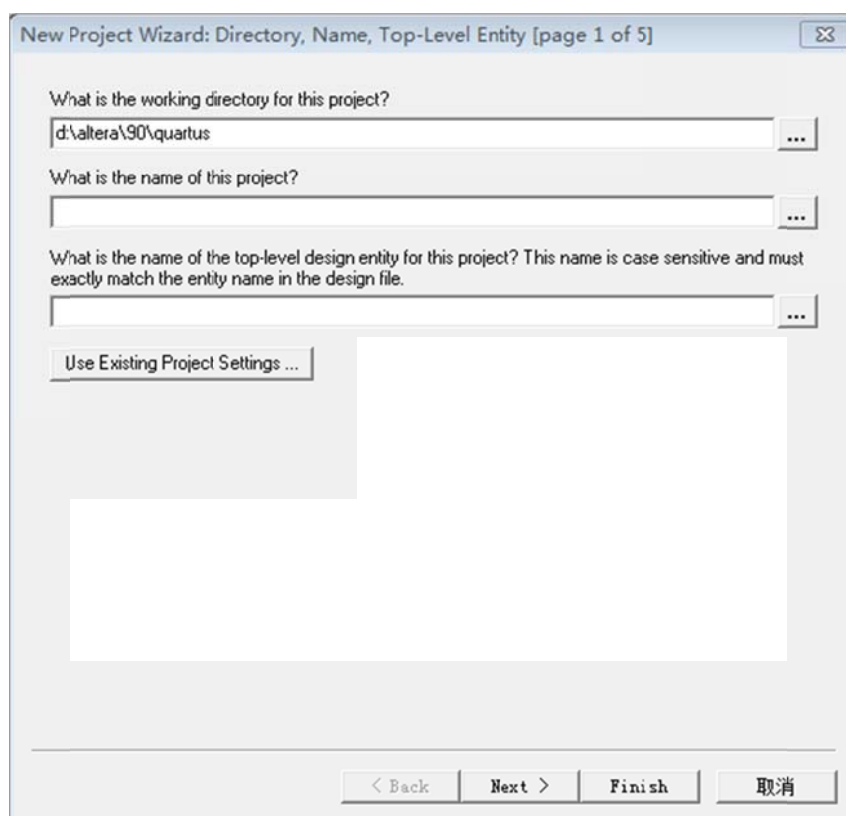 New Project Wizard: Directory, Name, Top-Level Entity [page 1 of 5]
What is the working directory for this project?
d:\altera\90\quartus
...
What is the name of this project?
...
What is the name of the top-level design entity for this project? This name is case sensitive and must
exactly match the entity name in the design file.
...
Use Existing Project Settings ...
< Back Next > Finish 取消